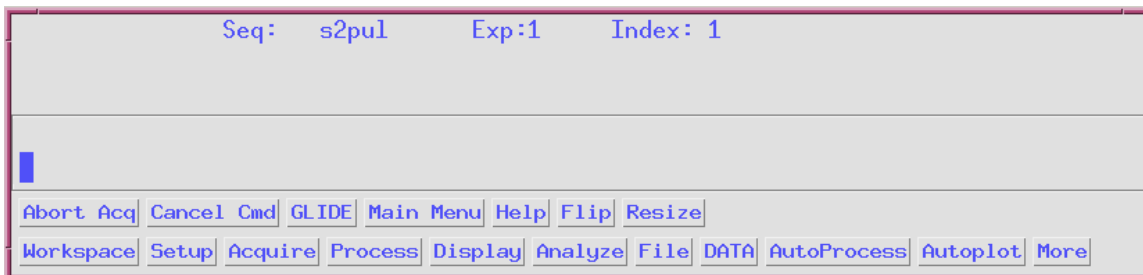 Seq: s2pul Exp:1 Index: 1
Abort Acq Cancel Cmd GLIDE Main Menu Help Flip Resize
Workspace Setup Acquire Process Display Analyze File DATA AutoProcess Autoplot More